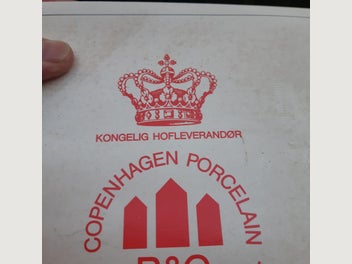 KONGELIG HOFLEVERANDØR
COPENHAGEN PORCELAIN